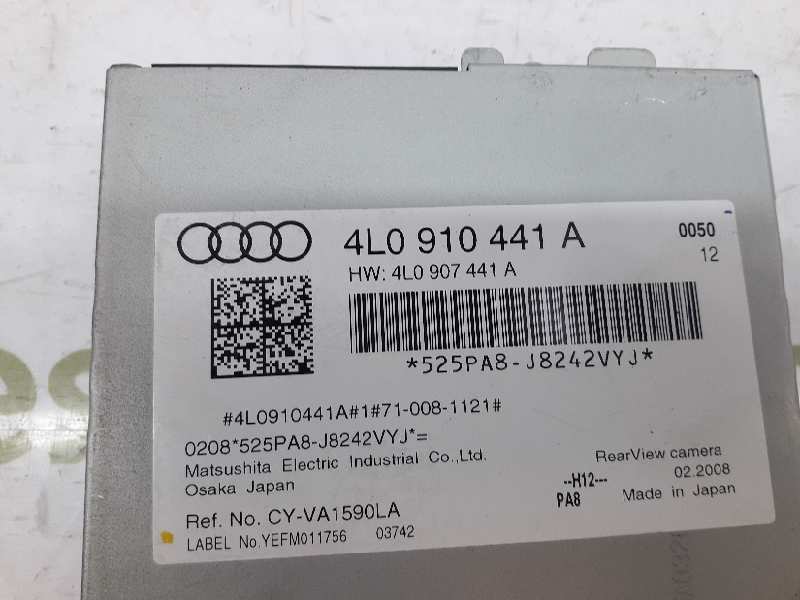 4L0 910 441 A
0050
HW: 4L0 907 441 A
12
*525PA8-J8242VYJ*
#4L0910441A#1#71-008-1121#
0208*525PA8-J8242VYJ*=
Matsushita Electric Industrial Co.,Ltd.
Osaka Japan
RearView camera
--H12--- 02.2008
PA8 Made in Japan
Ref. No. CY-VA1590LA
LABEL No.YEFM011756 03742